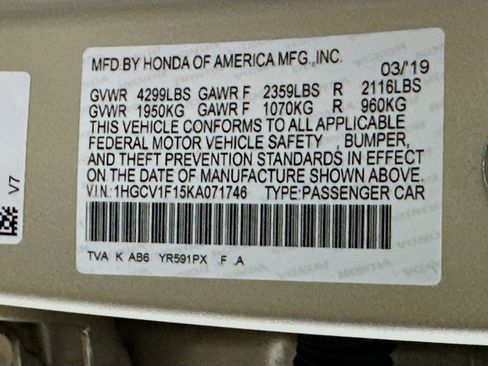 MFD BY HONDA OF AMERICA MFG.,INC.
03/'19
GVWR 4299LBS GAWR F 2359LBS R 2116LBS
GVWR 1950KG GAWR F 1070KG R 960KG
THIS VEHICLE CONFORMS TO ALL APPLICABLE
FEDERAL MOTOR VEHICLE SAFETY , BUMPER,
AND THEFT PREVENTION STANDARDS IN EFFECT
ON THE DATE OF MANUFACTURE SHOWN ABOVE.
V.I.N.: 1HGCV1F15KA071746 TYPE:PASSENGER CAR
TVA K AB6 YR591PX .F .A
V7